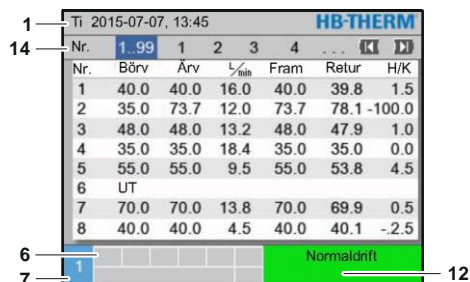 1 Ti 2015-07-07, 13:45 HB-THERM
14 Nr. 1..99 1 2 3 4 ...
Nr. Börv Ärv L/min Fram Retur H/K
1 40.0 40.0 16.0 40.0 39.8 1.5
2 35.0 73.7 12.0 73.7 78.1 -100.0
3 48.0 48.0 13.2 48.0 47.9 1.0
4 35.0 35.0 18.4 35.0 35.0 0.0
5 55.0 55.0 9.5 55.0 53.8 4.5
6 UT
7 70.0 70.0 13.8 70.0 69.9 0.5
8 40.0 40.0 4.5 40.0 40.1 -.2.5
6 Normaldrift
1 12
7